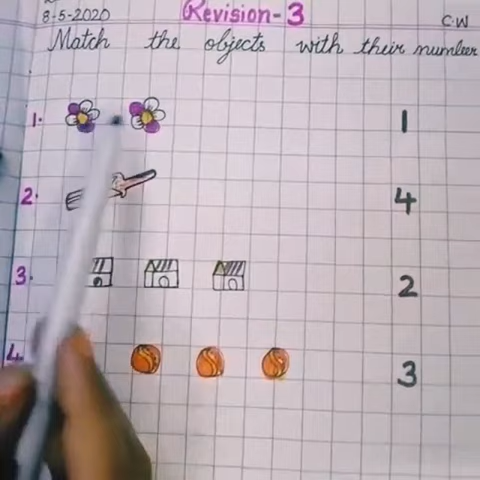 Revision-3
8-5-2020 C.W
Match the objects with their number
1. 1
2. 4
3. 2
4. 3